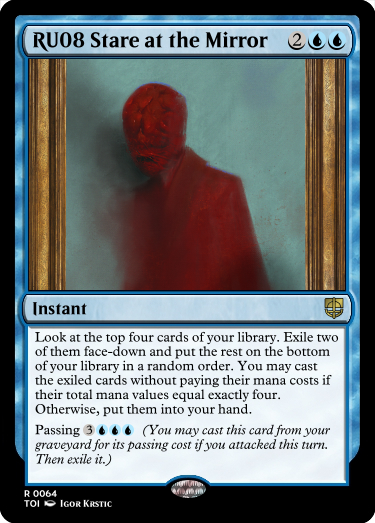 RU08 Stare at the Mirror 2
Instant
Look at the top four cards of your library. Exile two
of them face-down and put the rest on the bottom
of your library in a random order. You may cast
the exiled cards without paying their mana costs if
their total mana values equal exactly four.
Otherwise, put them into your hand.
Passing 3 (You may cast this card from your
graveyard for its passing cost if you attacked this turn.
Then exile it.)
R 0064
TOI Igor Krstic